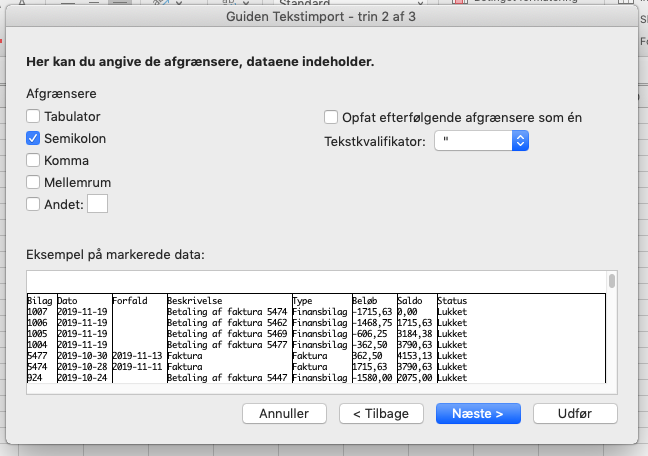 Standard
Betinget formatering
Guiden Tekstimport - trin 2 af 3
Her kan du angive de afgrænsere, dataene indeholder.
Afgrænsere
Tabulator
Opfat efterfølgende afgrænsere som én
Semikolon
Tekstkvalifikator: "
Komma
Mellemrum
Andet:
Eksempel på markerede data:
Bilag Dato Forfald Beskrivelse Type Beløb Saldo Status
1007 2019-11-19 Betaling af faktura 5474 Finansbilag -1715,63 0,00 Lukket
1006 2019-11-19 Betaling af faktura 5462 Finansbilag -1468,75 1715,63 Lukket
1005 2019-11-19 Betaling af faktura 5469 Finansbilag -606,25 3184,38 Lukket
1004 2019-11-19 Betaling af faktura 5477 Finansbilag -362,50 3790,63 Lukket
5477 2019-10-30 2019-11-13 Faktura Faktura 362,50 4153,13 Lukket
5474 2019-10-28 2019-11-11 Faktura Faktura 1715,63 3790,63 Lukket
924 2019-10-24 Betaling af faktura 5447 Finansbilag -1580,00 2075,00 Lukket
Annuller < Tilbage Næste > Udfør